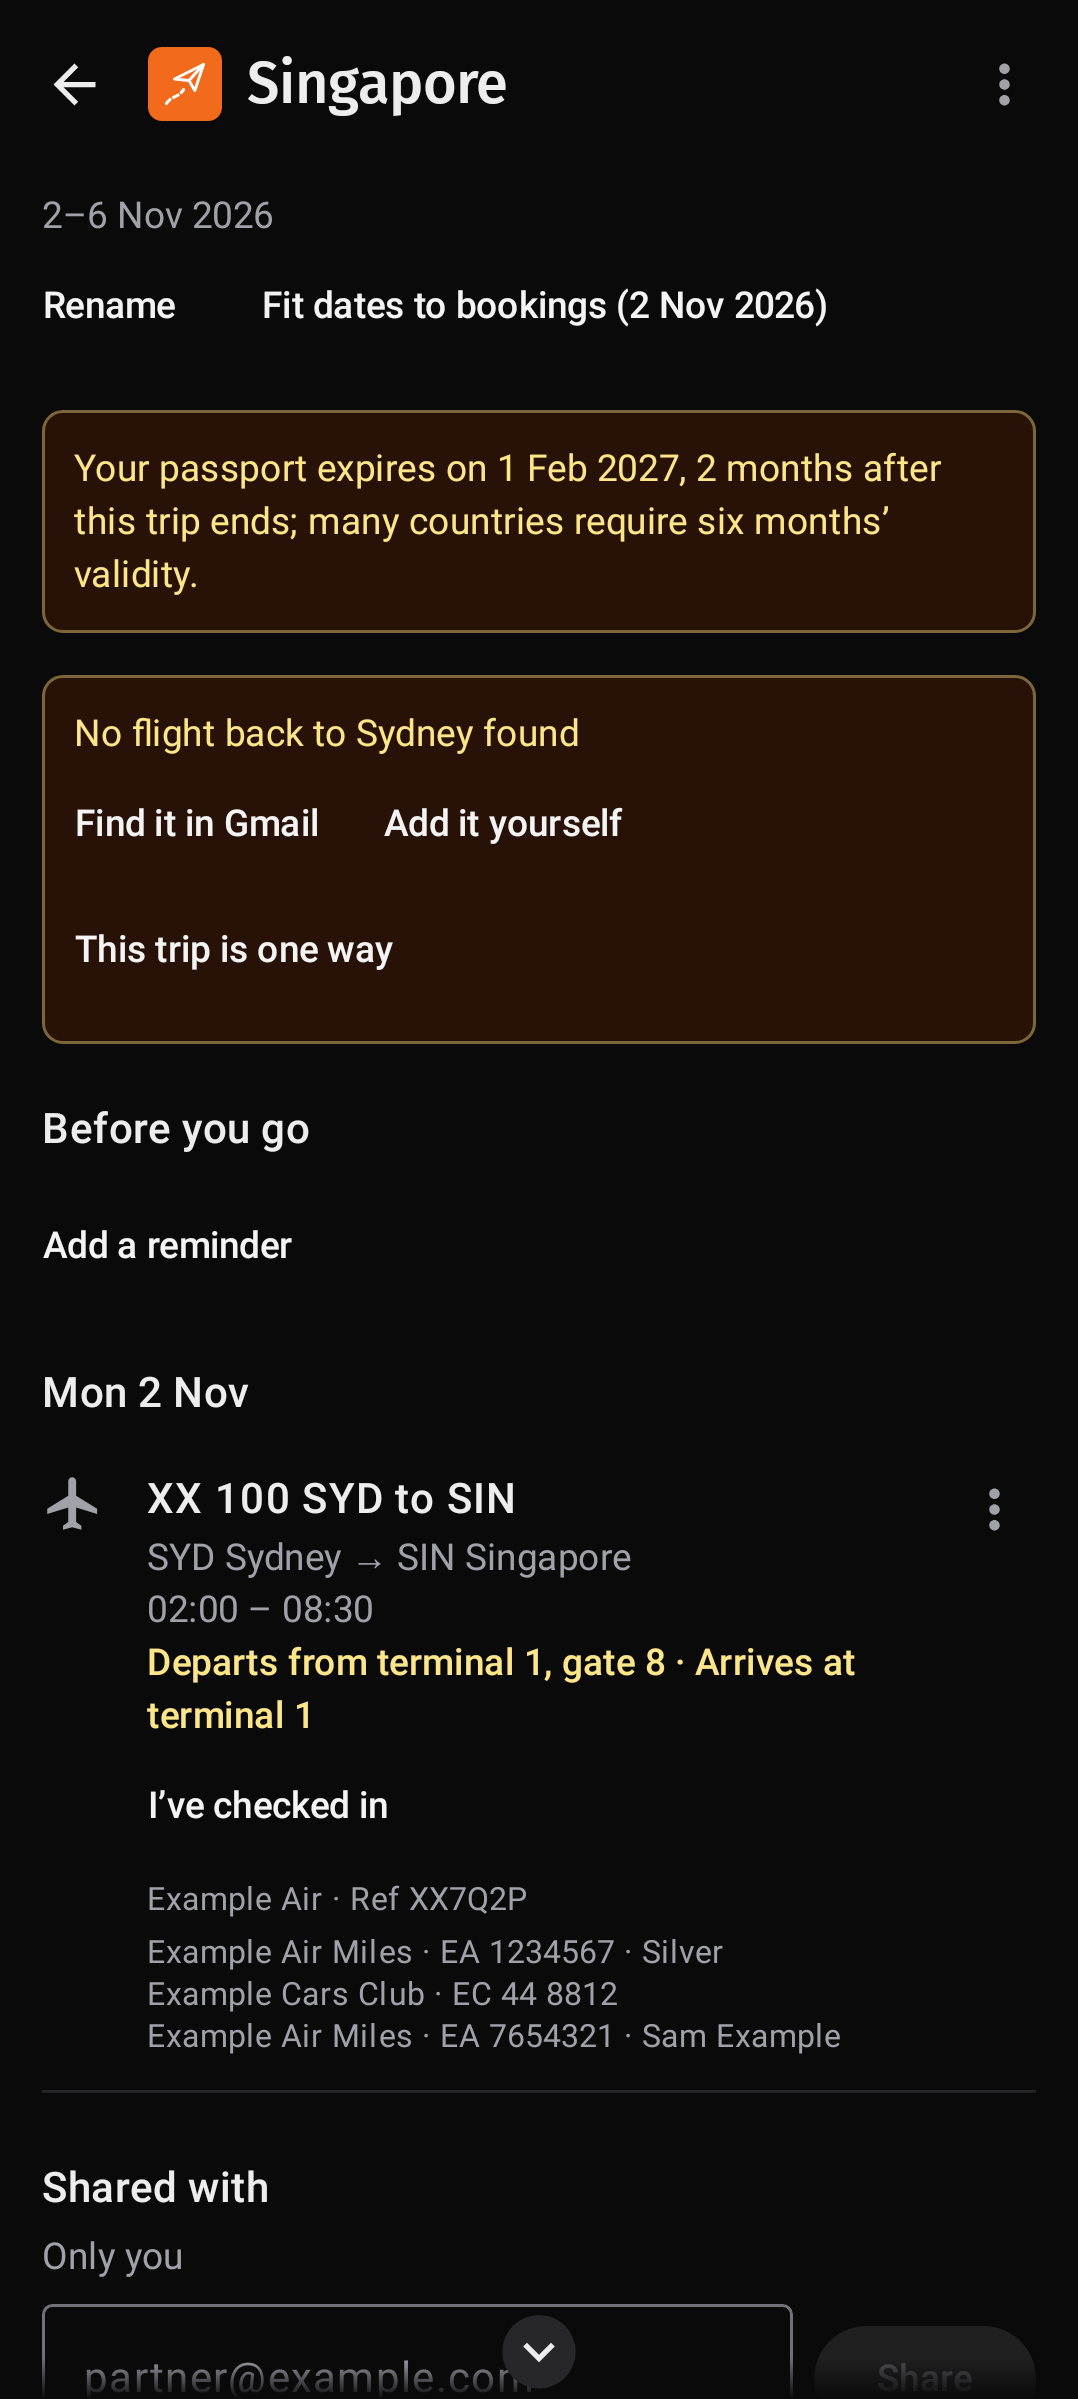 Singapore
2–6 Nov 2026
Rename Fit dates to bookings (2 Nov 2026)
Your passport expires on 1 Feb 2027, 2 months after
this trip ends; many countries require six months’
validity.
No flight back to Sydney found
Find it in Gmail Add it yourself
This trip is one way
Before you go
Add a reminder
Mon 2 Nov
XX 100 SYD to SIN
SYD Sydney → SIN Singapore
02:00 – 08:30
Departs from terminal 1, gate 8 · Arrives at
terminal 1
I’ve checked in
Example Air · Ref XX7Q2P
Example Air Miles · EA 1234567 · Silver
Example Cars Club · EC 44 8812
Example Air Miles · EA 7654321 · Sam Example
Shared with
Only you
partner@example.com Share